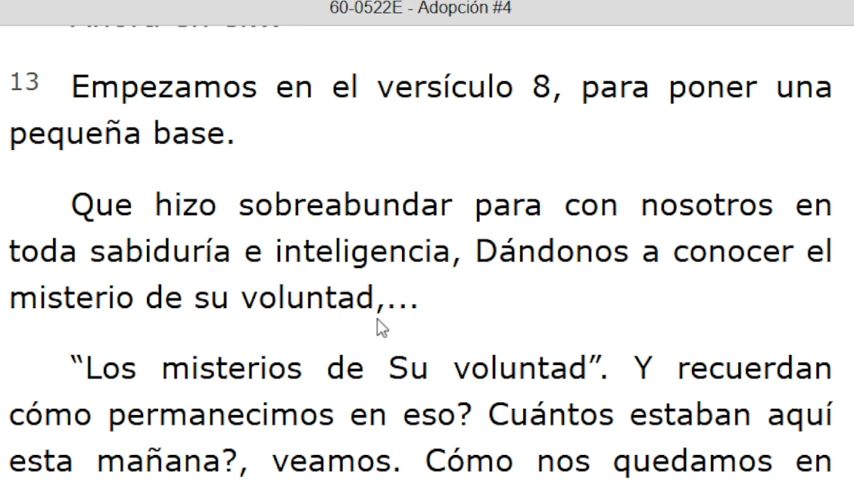 60-0522E - Adopción #4
13 Empezamos en el versículo 8, para poner una
pequeña base.
Que hizo sobreabundar para con nosotros en
toda sabiduría e inteligencia, Dándonos a conocer el
misterio de su voluntad,...
“Los misterios de Su voluntad”. Y recuerdan
cómo permanecimos en eso? Cuántos estaban aquí
esta mañana?, veamos. Cómo nos quedamos en